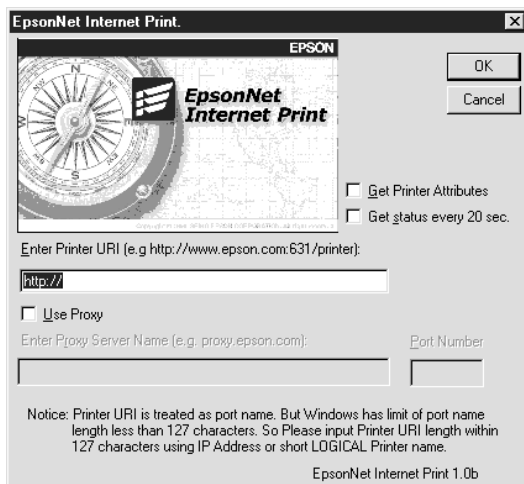 EpsonNet Internet Print.
EPSON
EpsonNet
Internet Print
N
W
S
OK
Cancel
Get Printer Attributes
Get status every 20 sec.
Enter Printer URI (e.g http://www.epson.com:631/printer):
http://
Use Proxy
Enter Proxy Server Name (e.g. proxy.epson.com):
Port Number
Notice: Printer URI is treated as port name. But Windows has limit of port name
length less than 127 characters. So Please input Printer URI length within
127 characters using IP Address or short LOGICAL Printer name.
EpsonNet Internet Print 1.0b